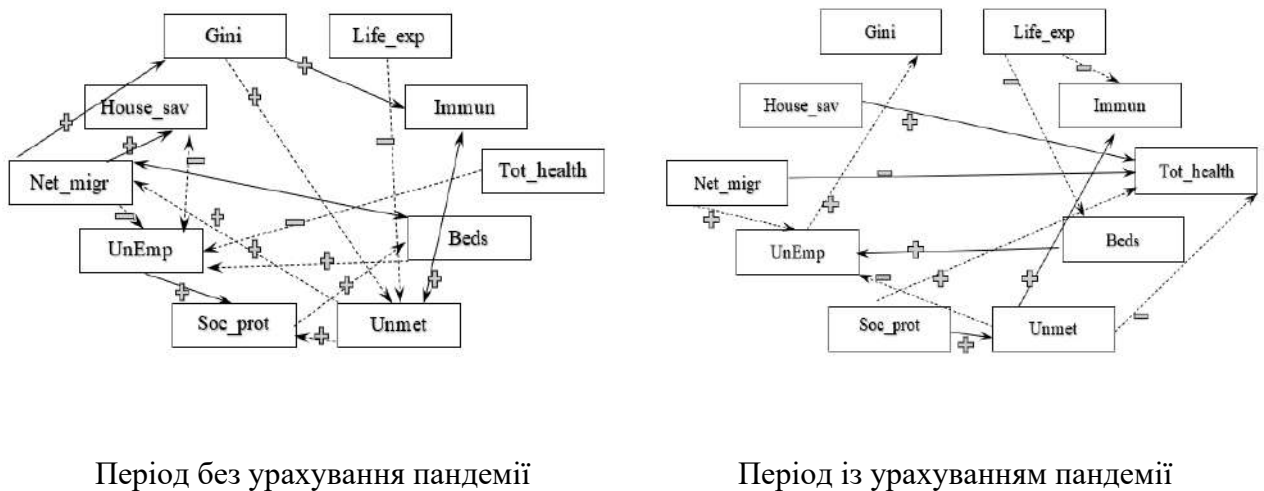 Gini
Life_exp
House_sav
Immun
Net_migr
Tot_health
UnEmp
Beds
Soc_prot
Unmet
Gini
Life_exp
House_sav
Immun
Net_migr
Tot_health
UnEmp
Beds
Soc_prot
Unmet
Період без урахування пандемії
Період із урахуванням пандемії